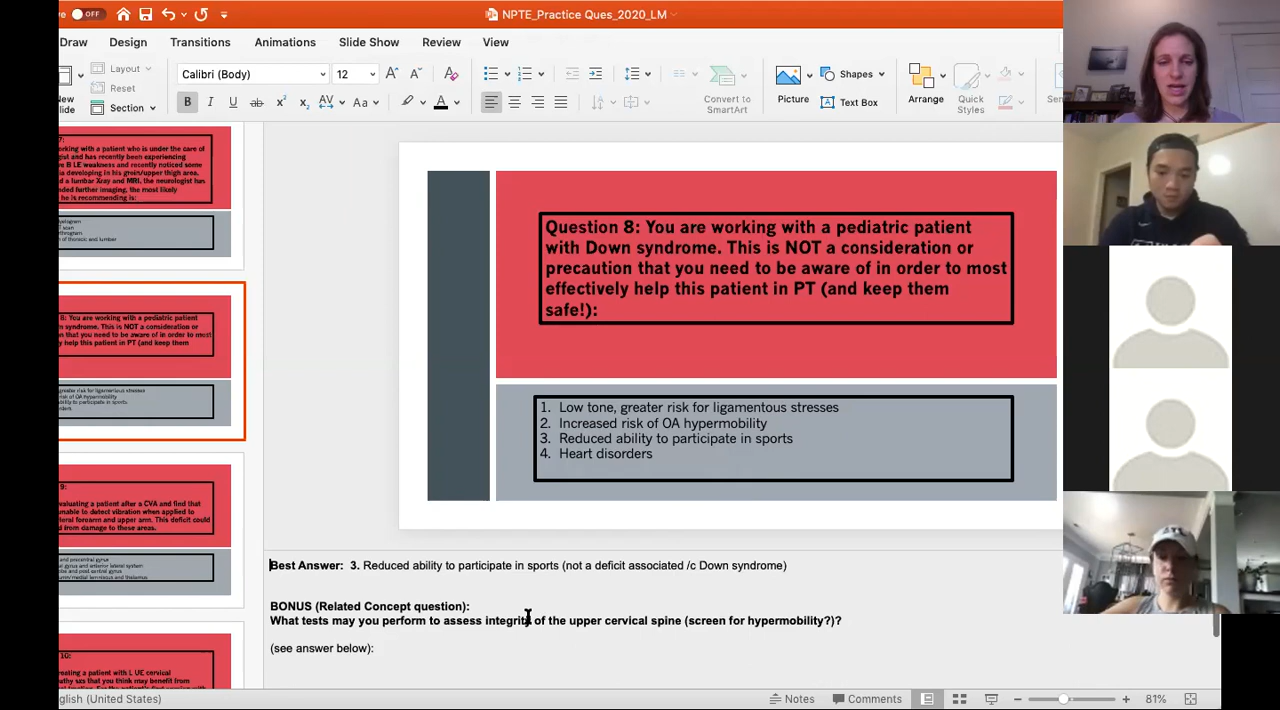 OFF
NPTE_Practice Ques_2020_LM
Draw Design Transitions Animations Slide Show Review View
Layout
Reset
Section
Slide
Calibri (Body) 12
Convert to
SmartArt
Picture
Shapes
Text Box
Arrange
Quick
Styles
Question 8: You are working with a pediatric patient
with Down syndrome. This is NOT a consideration or
precaution that you need to be aware of in order to most
effectively help this patient in PT (and keep them
safe!):
1. Low tone, greater risk for ligamentous stresses
2. Increased risk of OA hypermobility
3. Reduced ability to participate in sports
4. Heart disorders
Best Answer: 3. Reduced ability to participate in sports (not a deficit associated /c Down syndrome)
BONUS (Related Concept question):
What tests may you perform to assess integrity of the upper cervical spine (screen for hypermobility?)?
(see answer below):
(United States)
Notes Comments 81%